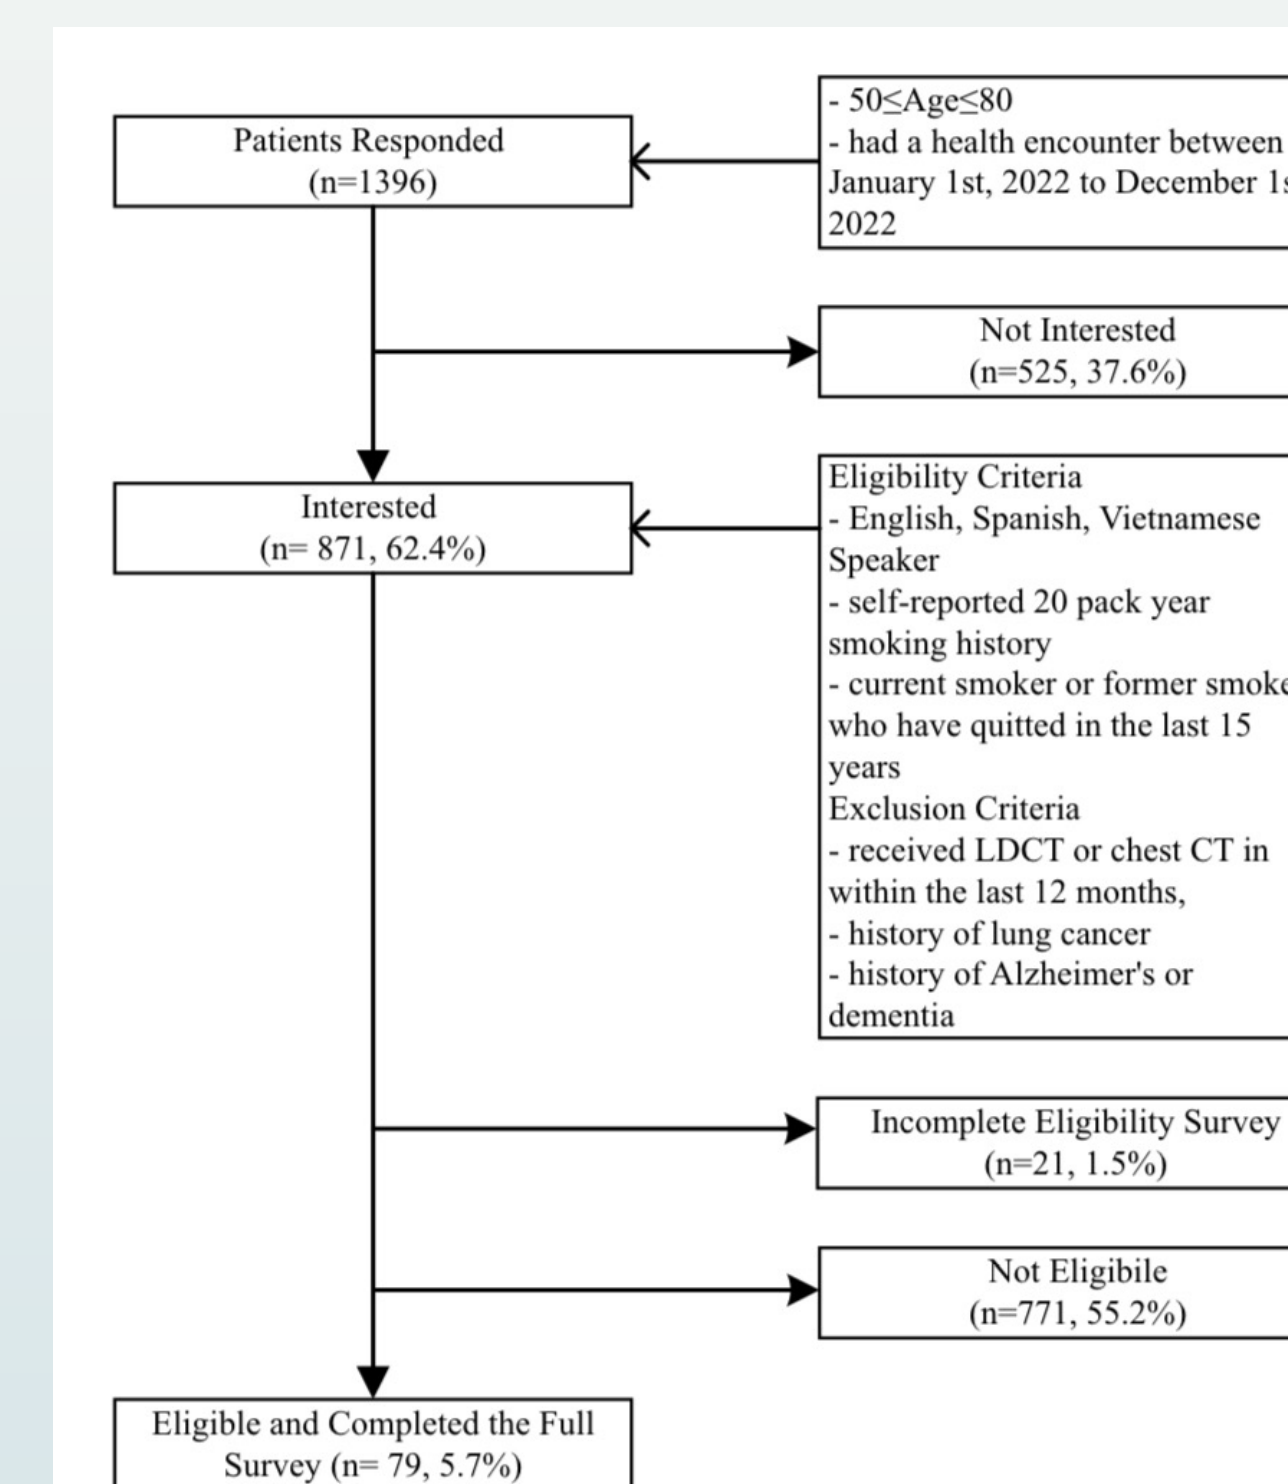 Patients Responded
(n=1396)
- 50≤Age≤80
- had a health encounter between
January 1st, 2022 to December
2022
Not Interested
(n=525, 37.6%)
Interested
(n= 871, 62.4%)
Eligibility Criteria
- English, Spanish, Vietnamese
Speaker
- self-reported 20 pack year
smoking history
- current smoker or former
who have quitted in the last 15
years
Exclusion Criteria
- received LDCT or chest CT in
within the last 12 months,
- history of lung cancer
- history of Alzheimer's or
dementia
Incomplete Eligibility Survey
(n=21, 1.5%)
Not Eligibile
(n=771, 55.2%)
Eligible and Completed the Full
Survey (n= 79, 5.7%)